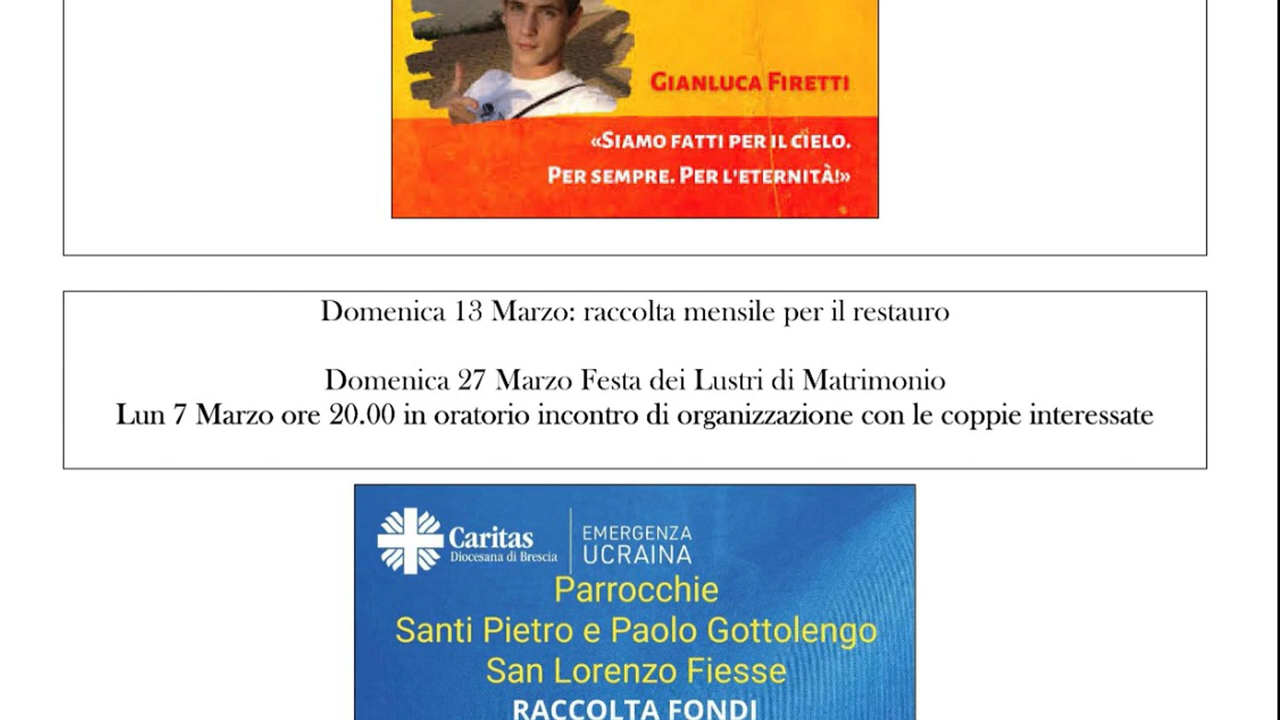 GIANLUCA FIRETTI
«SIAMO FATTI PER IL CIELO.
PER SEMPRE. PER L'ETERNITÀ!»
Domenica 13 Marzo: raccolta mensile per il restauro
Domenica 27 Marzo Festa dei Lustri di Matrimonio
Lun 7 Marzo ore 20.00 in oratorio incontro di organizzazione con le coppie interessate
Caritas
Diocesana di Brescia
EMERGENZA
UCRAINA
Parrocchie
Santi Pietro e Paolo Gottolengo
San Lorenzo Fiesse
RACCOLTA FONDI